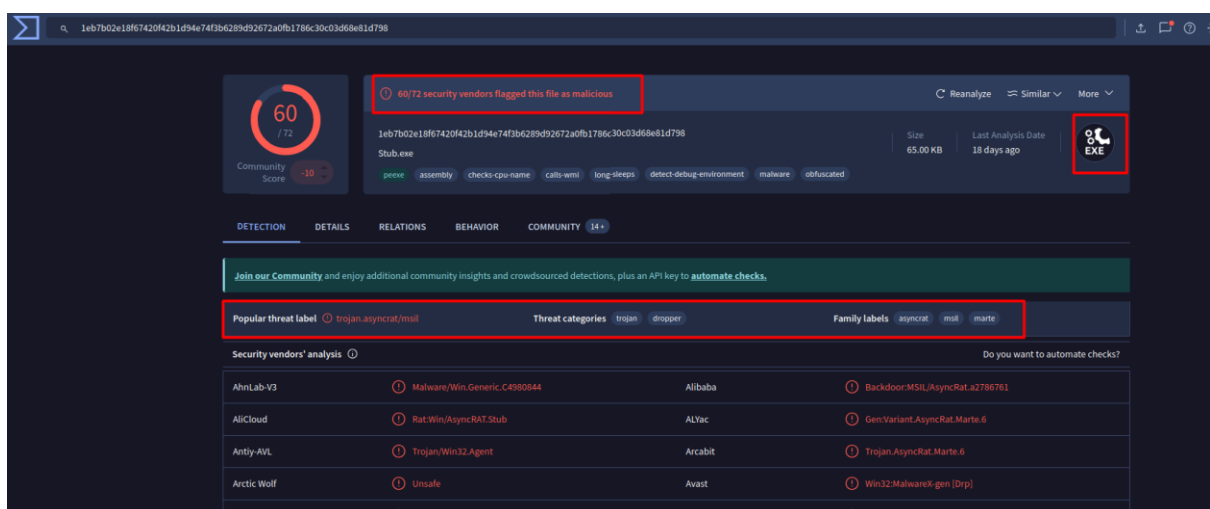 1eb7b02e18f67420f42b1d94e74f3b6289d92672a0fb1786c30c03d68e81d798
60/72 security vendors flagged this file as malicious
Reanalyze Similar More
60
/ 72
Community
Score -10
1eb7b02e18f67420f42b1d94e74f3b6289d92672a0fb1786c30c03d68e81d798
Stub.exe
peexe assembly checks-cpu-name calls-wmi long-sleeps detect-debug-environment malware obfuscated
Size
65.00 KB
Last Analysis Date
18 days ago
EXE
DETECTION DETAILS RELATIONS BEHAVIOR COMMUNITY 14+
Join our Community and enjoy additional community insights and crowdsourced detections, plus an API key to automate checks.
Popular threat label trojan.asyncrat/msil Threat categories trojan dropper Family labels asyncrat msil marte
Security vendors' analysis Do you want to automate checks?
AhnLab-V3 Malware/Win.Generic.C4980844 Alibaba Backdoor:MSIL/AsyncRat.a2786761
AliCloud Rat:Win/AsyncRAT.Stub ALYac Gen:Variant.AsyncRat.Marte.6
Antiy-AVL Trojan/Win32.Agent Arcabit Trojan.AsyncRat.Marte.6
Arctic Wolf Unsafe Avast Win32:MalwareX-gen [Drp]